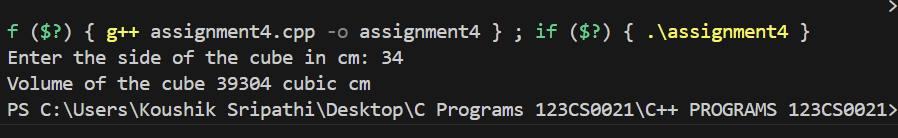 >
f ($?) { g++ assignment4.cpp -o assignment4 } ; if ($?) { .\assignment4 }
Enter the side of the cube in cm: 34
Volume of the cube 39304 cubic cm
PS C:\Users\Koushik Sripathi\Desktop\C Programs 123CS0021\C++ PROGRAMS 123CS0021>